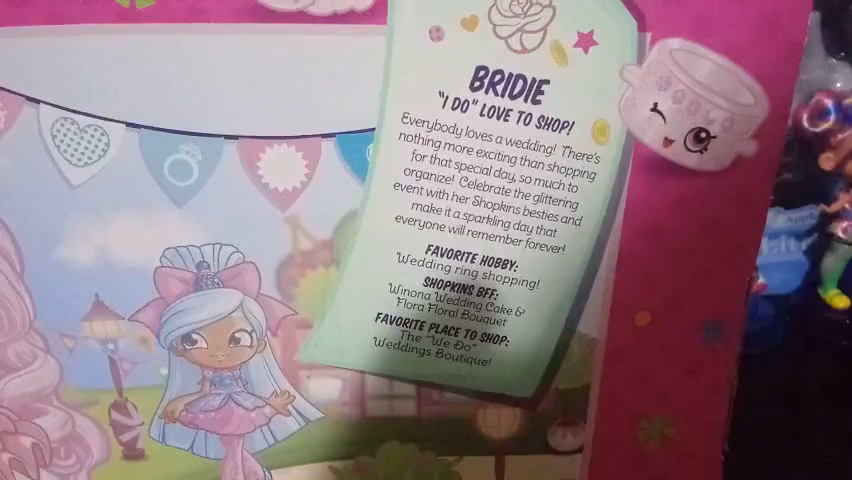 BRIDIE
"I DO" LOVE TO SHOP!
Everybody loves a wedding! There's
nothing more exciting than shopping
for that special day, so much to
organize! Celebrate the glittering
event with her Shopkins besties and
make it a sparkling day that
everyone will remember forever!
FAVORITE HOBBY:
Wedding ring shopping!
SHOPKINS BFF:
Winona Wedding Cake &
Flora Floral Bouquet
FAVORITE PLACE TO SHOP:
The "We Do"
Weddings Boutique!